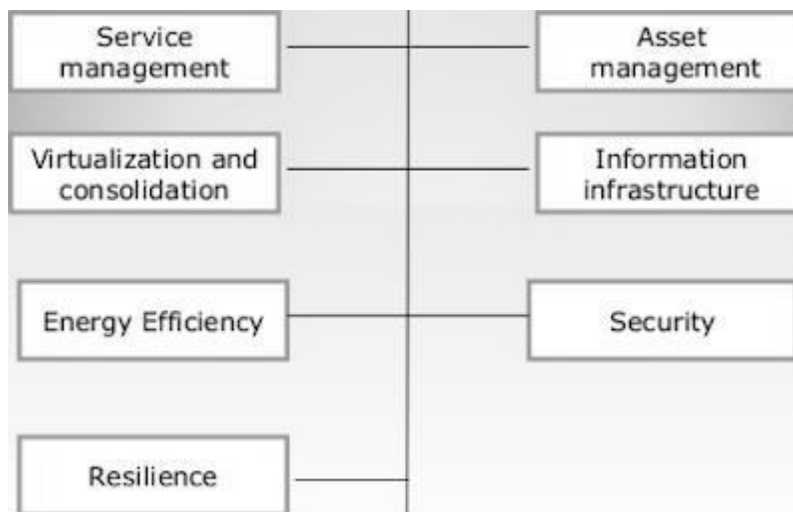 Service
management
Asset
management
Virtualization and
consolidation
Information
infrastructure
Energy Efficiency
Security
Resilience